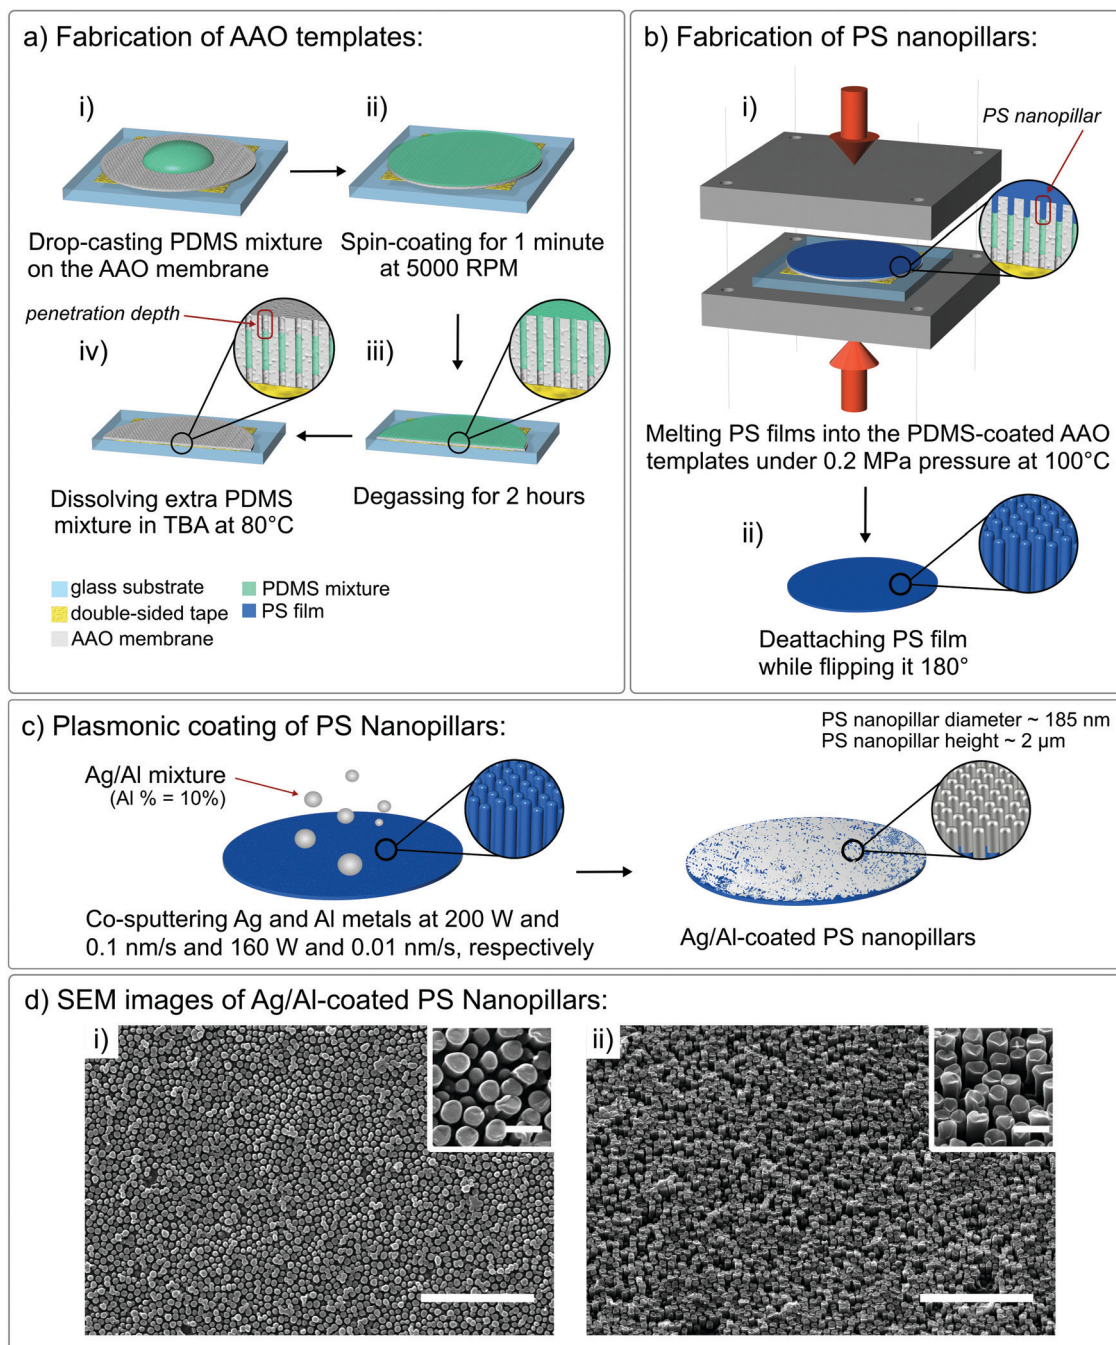 a) Fabrication of AAO templates:
i)
ii)
Drop-casting PDMS mixture
on the AAO membrane
Spin-coating for 1 minute
at 5000 RPM
penetration depth
iv)
iii)
Dissolving extra PDMS
mixture in TBA at 80°C
Degassing for 2 hours
glass substrate
double-sided tape
AAO membrane
PDMS mixture
PS film
b) Fabrication of PS nanopillars:
i)
PS nanopillar
Melting PS films into the PDMS-coated AAO
templates under 0.2 MPa pressure at 100°C
ii)
Deattaching PS film
while flipping it 180°
c) Plasmonic coating of PS Nanopillars:
Ag/Al mixture
(Al % = 10%)
Co-sputtering Ag and Al metals at 200 W and
0.1 nm/s and 160 W and 0.01 nm/s, respectively
PS nanopillar diameter ~ 185 nm
PS nanopillar height ~ 2 µm
Ag/Al-coated PS nanopillars
d) SEM images of Ag/Al-coated PS Nanopillars:
i)
ii)